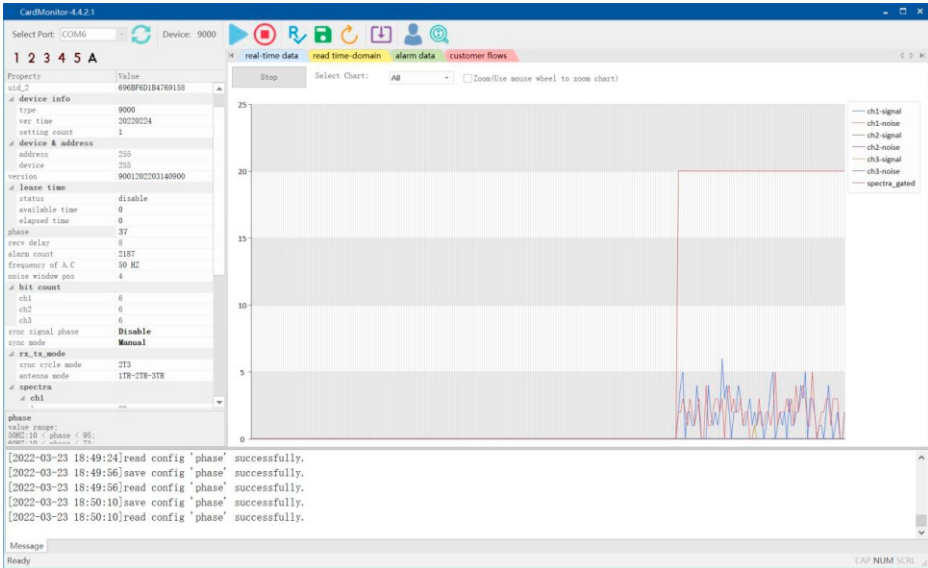 CardMonitor-4.4.2.1
Select Port: COM6 Device: 9000
1 2 3 4 5 A
real-time data read time-domain alarm data customer flows
Property Value
uid_2 696BF6D1B4769158
device info
type 9000
ver time 20220224
setting count 1
device & address
address 255
device 255
version 9001202203140900
lease time
status disable
available time 0
elapsed time 0
phase 37
recv delay 8
alarm count 2187
frequency of A.C 50 HZ
noise window pos 4
hit count
ch1 6
ch2 6
ch3 6
sync signal phase Disable
sync mode Manual
rx_tx_mode
sync cycle mode 2T3
antenna mode 1TR-2TR-3TR
spectra
ch1
phase
value range:
50HZ:10 < phase < 95;
60HZ:10 < phase < 73;
Stop Select Chart: All Zoom(Use mouse wheel to zoom chart)
25
20
15
10
5
0
ch1-signal
ch1-noise
ch2-signal
ch2-noise
ch3-signal
ch3-noise
spectra_gated
[2022-03-23 18:49:24]read config 'phase' successfully.
[2022-03-23 18:49:56]save config 'phase' successfully.
[2022-03-23 18:49:56]read config 'phase' successfully.
[2022-03-23 18:50:10]save config 'phase' successfully.
[2022-03-23 18:50:10]read config 'phase' successfully.
Message
Ready CAP NUM SCRL